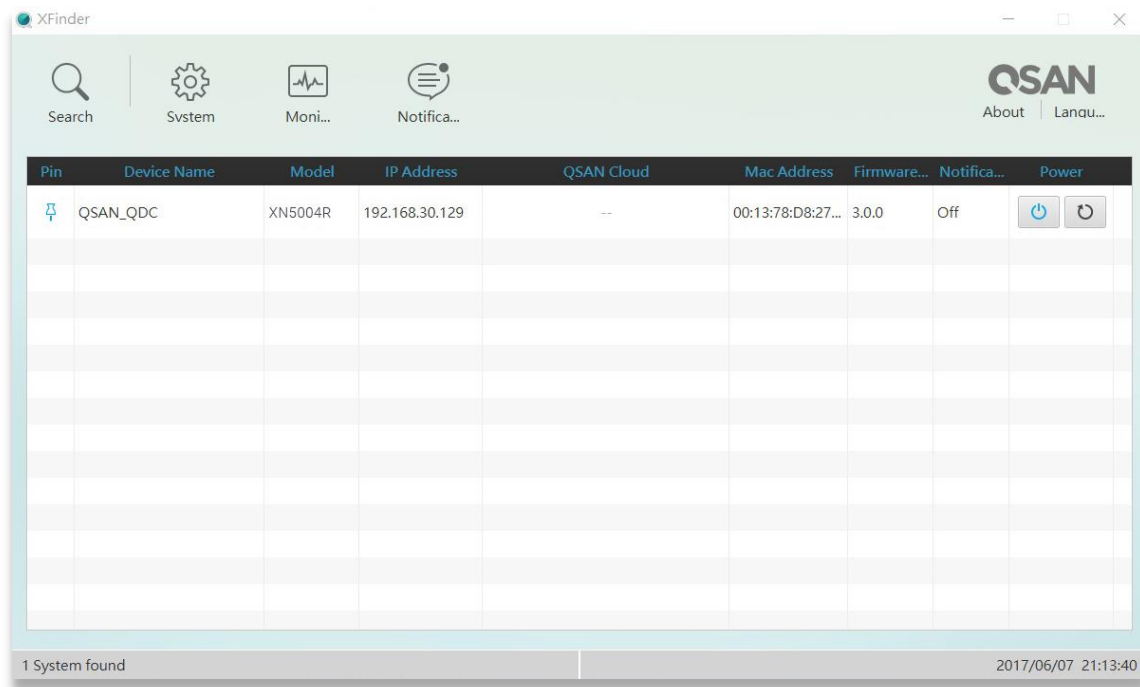 XFinder
Search System Moni... Notifica...
QSAN
About Langu...
Pin Device Name Model IP Address QSAN Cloud Mac Address Firmware... Notifica... Power
QSAN_QDC XN5004R 192.168.30.129 -- 00:13:78:D8:27... 3.0.0 Off
1 System found 2017/06/07 21:13:40